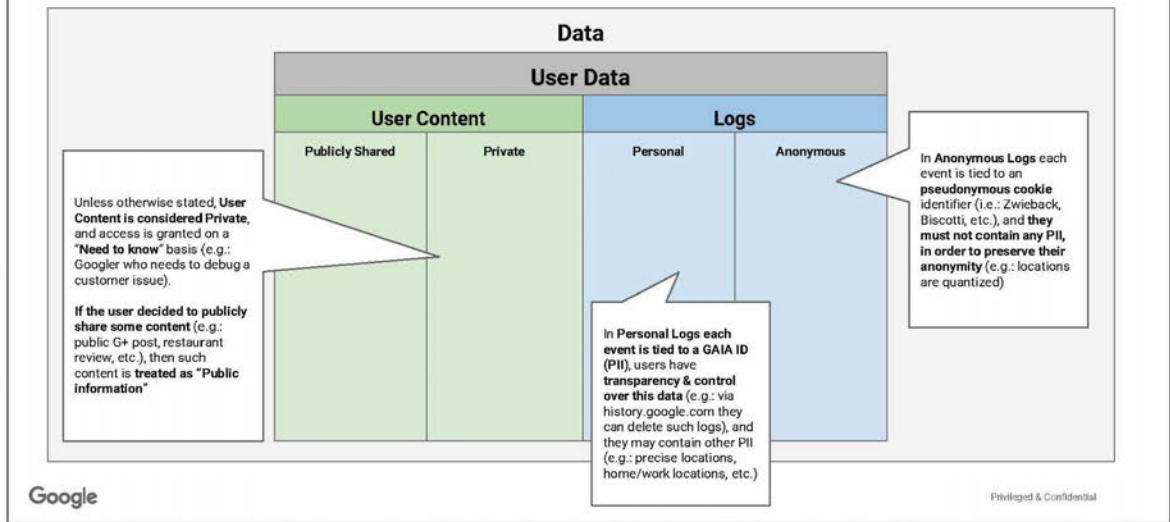 Data
User Data
User Content
Logs
Publicly Shared
Private
Personal
Anonymous
Unless otherwise stated, User
Content is considered Private,
and access is granted on a
“Need to know” basis (e.g.:
Googler who needs to debug a
customer issue).
If the user decided to publicly
share some content (e.g.:
public G+ post, restaurant
review, etc.), then such
content is treated as “Public
information”
In Personal Logs each
event is tied to a GAIA ID
(PII), users have
transparency & control
over this data (e.g.: via
history.google.com they
can delete such logs), and
they may contain other PII
(e.g.: precise locations,
home/work locations, etc.)
In Anonymous Logs each
event is tied to an
pseudonymous cookie
identifier (i.e.: Zwieback,
Biscotti, etc.), and they
must not contain any PII,
in order to preserve their
anonymity (e.g.: locations
are quantized)
Google
Privileged & Confidential